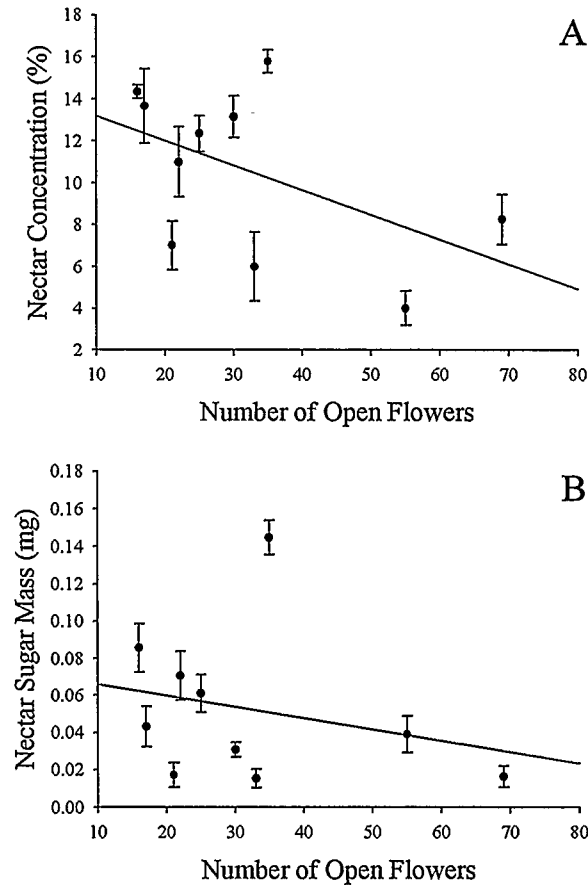 A
Nectar Concentration (%)
18
16
14
12
10
8
6
4
2
10 20 30 40 50 60 70 80
Number of Open Flowers
B
Nectar Sugar Mass (mg)
0.18
0.16
0.14
0.12
0.10
0.08
0.06
0.04
0.02
0.00
10 20 30 40 50 60 70 80
Number of Open Flowers